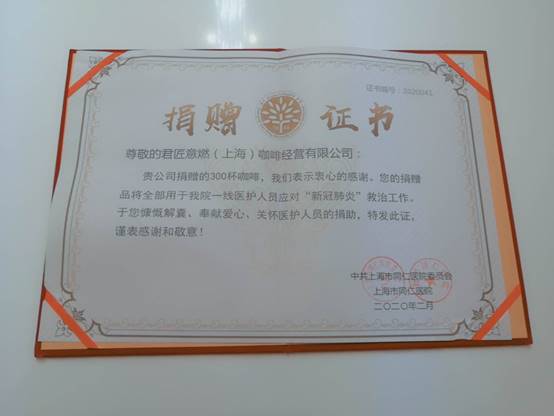 证书编号：2020041
捐赠证书
尊敬的君匠意燃（上海）咖啡经营有限公司：
贵公司捐赠的300杯咖啡，我们表示衷心的感谢。您的捐赠
品将全部用于我院一线医护人员应对“新冠肺炎”救治工作。
于您慷慨解囊、奉献爱心、关怀医护人员的捐助，特发此证，
谨表感谢和敬意！
中共上海市同仁医院委员会
上海市同仁医院
二〇二〇年二月